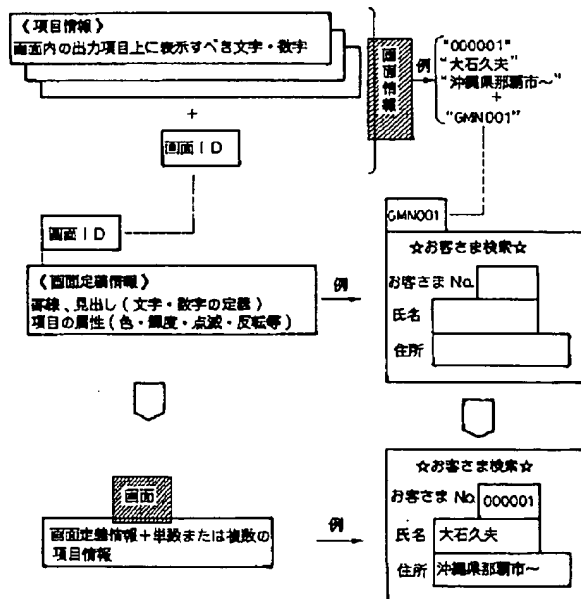 《項目情報》
画面内の出力項目上に表示すべき文字・数字
+
画面ID
画面情報
例
"000001"
"大石久夫"
"沖縄県那覇市〜"
+
"GMN001"
画面ID
《画面定義情報》
罫線、見出し(文字・数字の定義)
項目の属性(色・輝度・点滅・反転等)
例
GMN001
☆お客さま検索☆
お客さま No.
氏名
住所
画面
画面定義情報+単数または複数の
項目情報
例
☆お客さま検索☆
お客さま No. 000001
氏名 大石久夫
住所 沖縄県那覇市〜